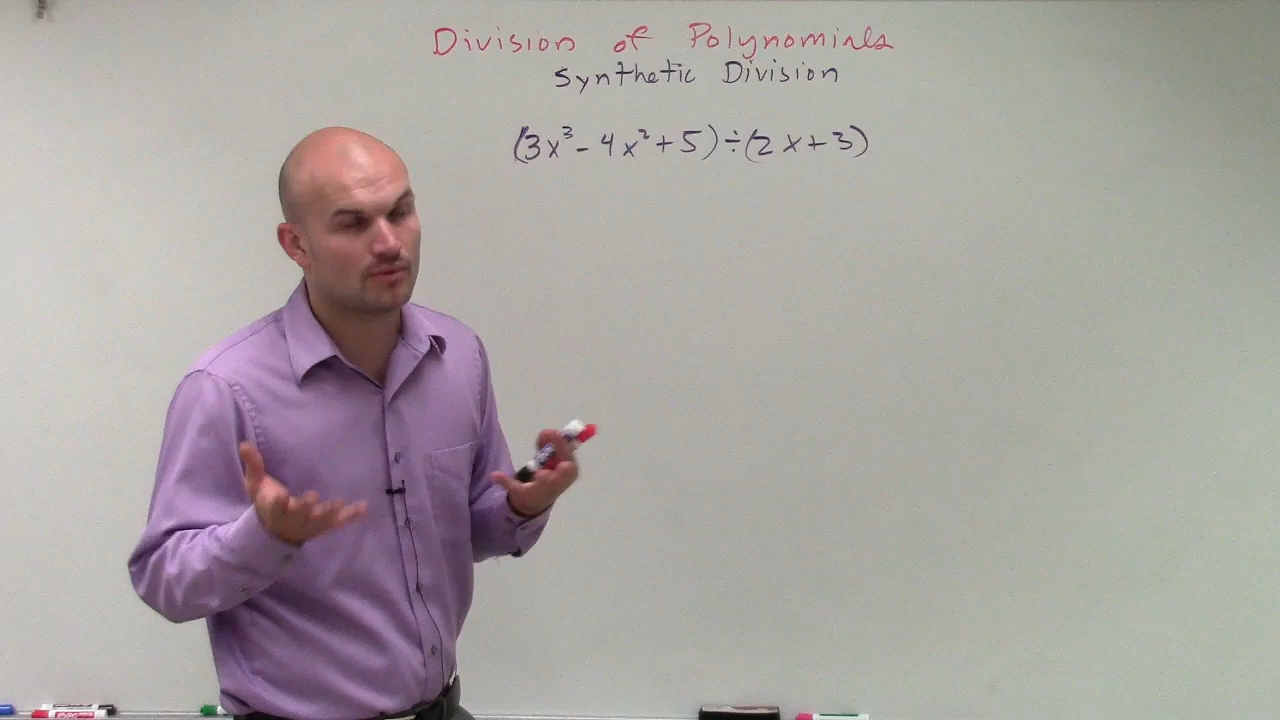 Division of Polynomials
Synthetic Division
(3x³ - 4x² + 5) ÷ (2x + 3)